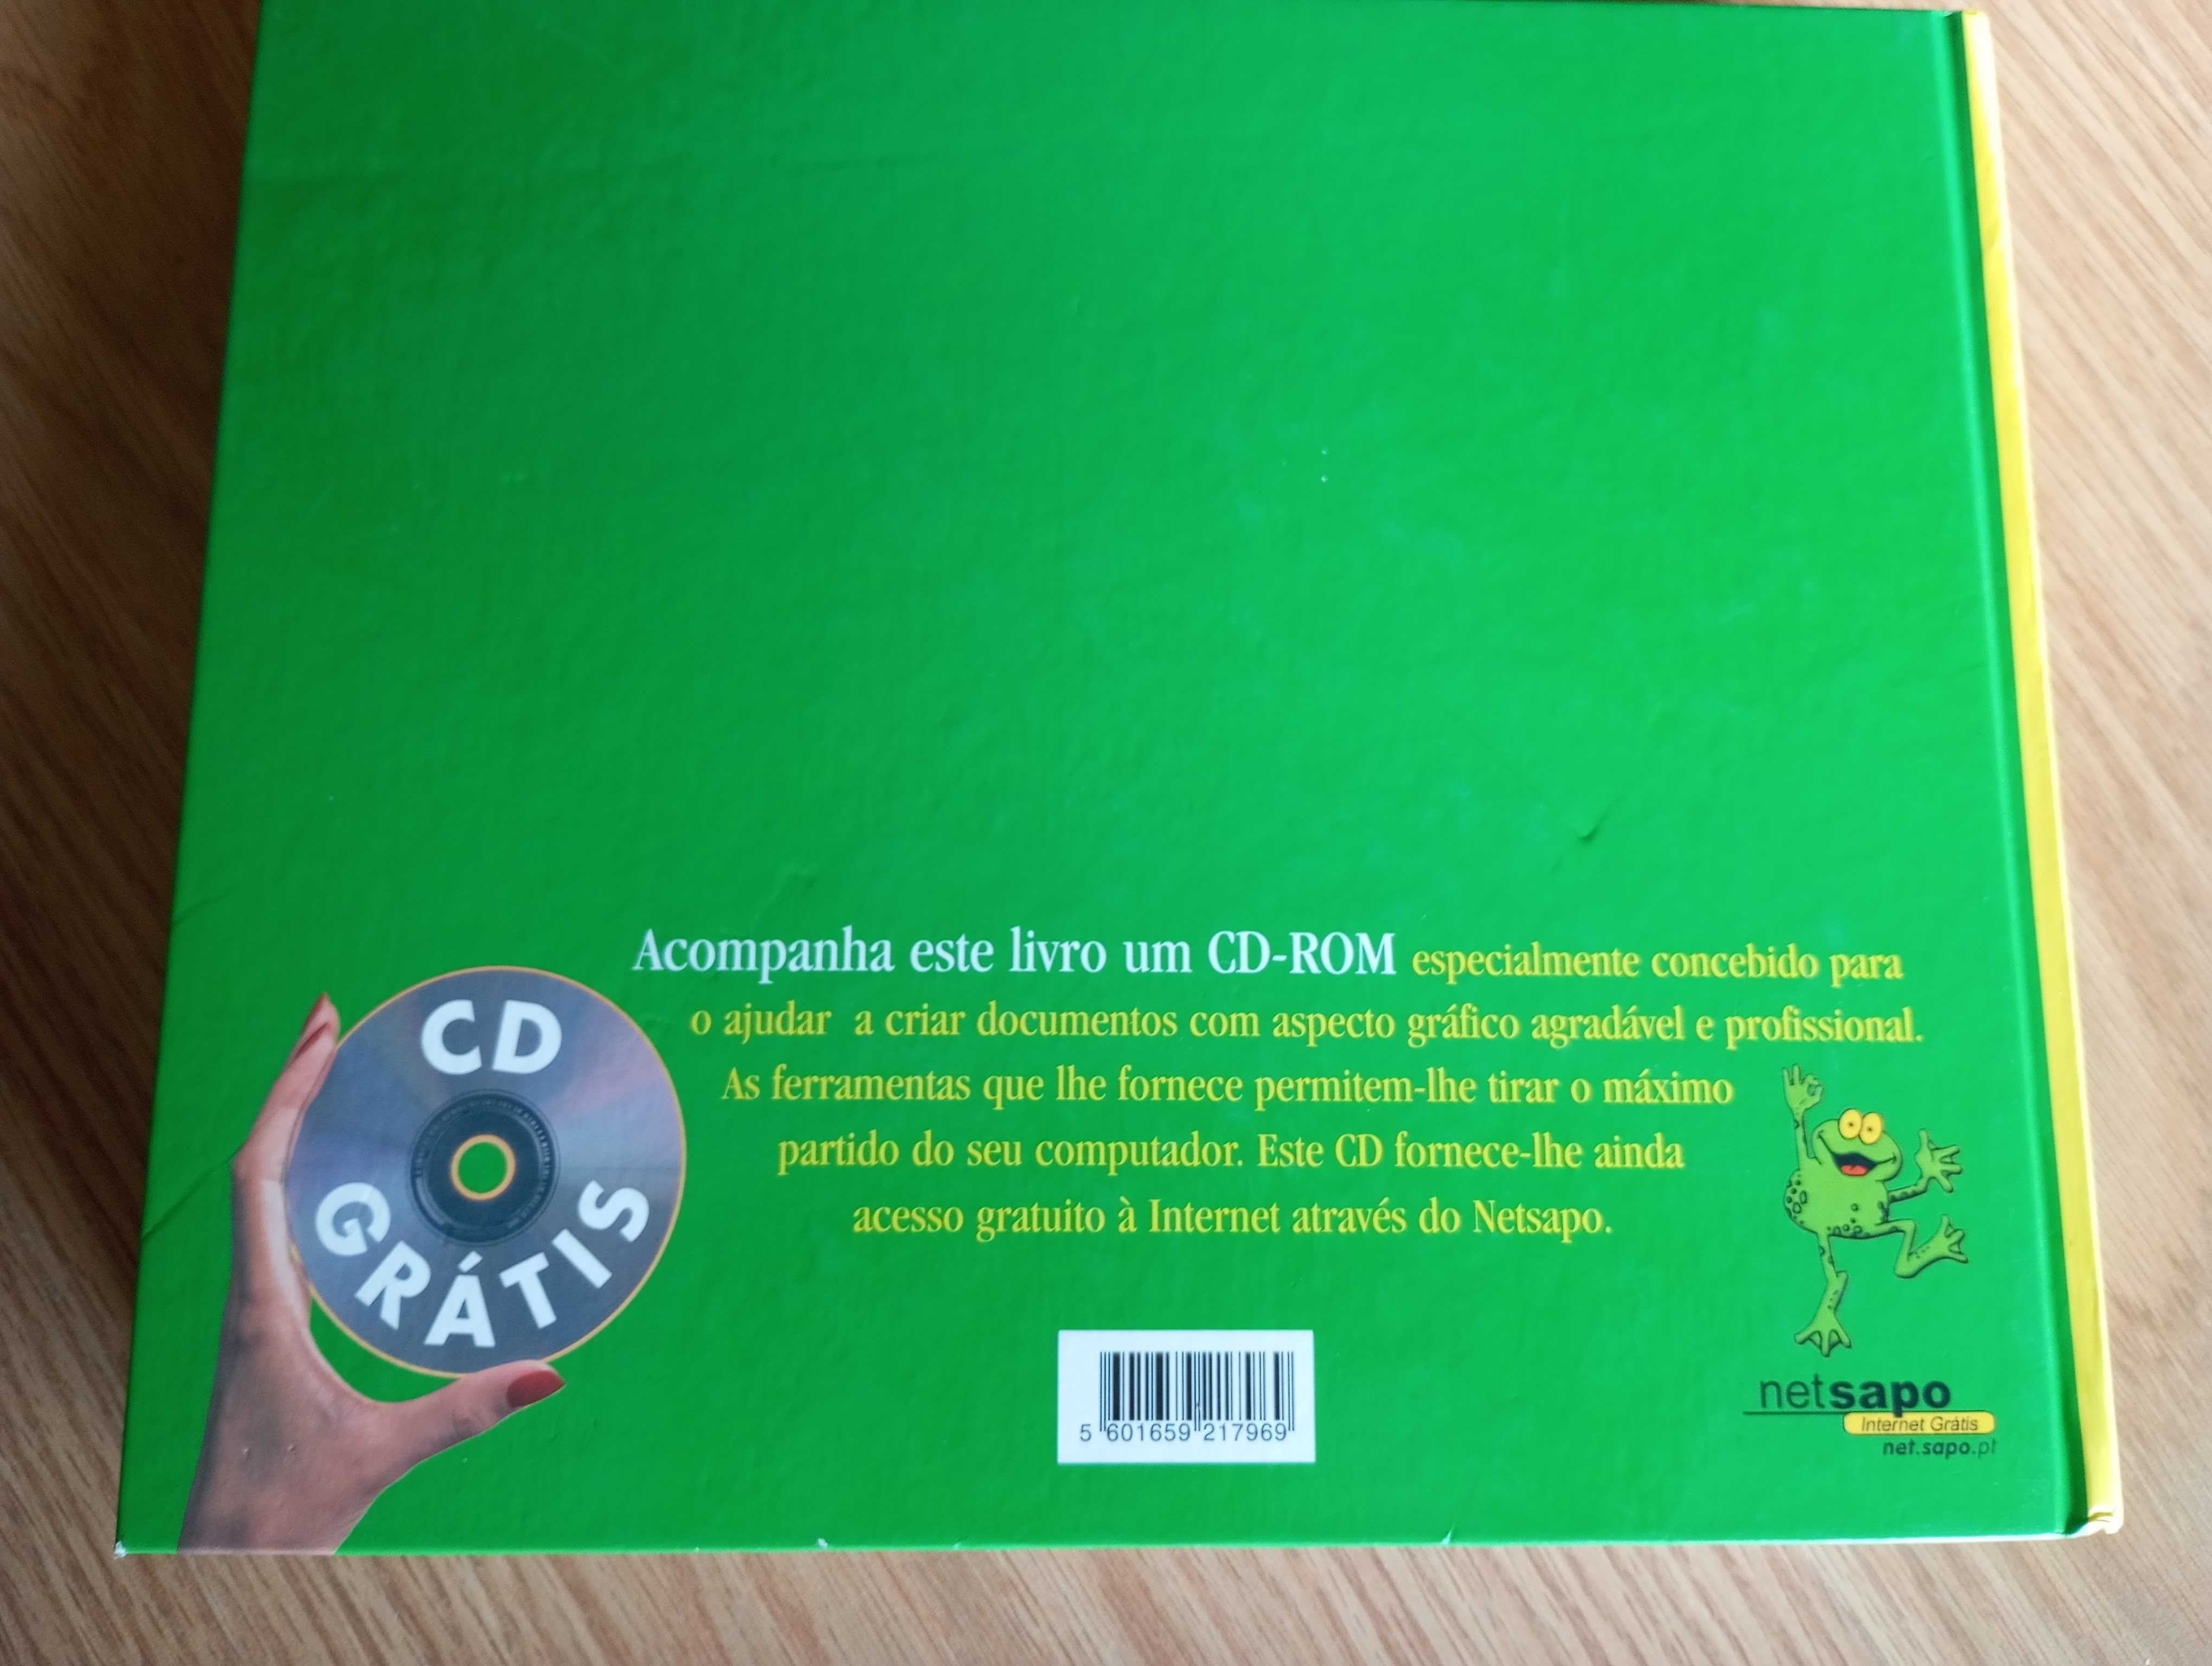 Acompanha este livro um CD-ROM especialmente concebido para
o ajudar a criar documentos com aspecto gráfico agradável e profissional.
As ferramentas que lhe fornece permitem-lhe tirar o máximo
partido do seu computador. Este CD fornece-lhe ainda
acesso gratuito à Internet através do Netsapo.
CD
GRÁTIS
netsapo
Internet Grátis
net.sapo.pt
5 601659 217969